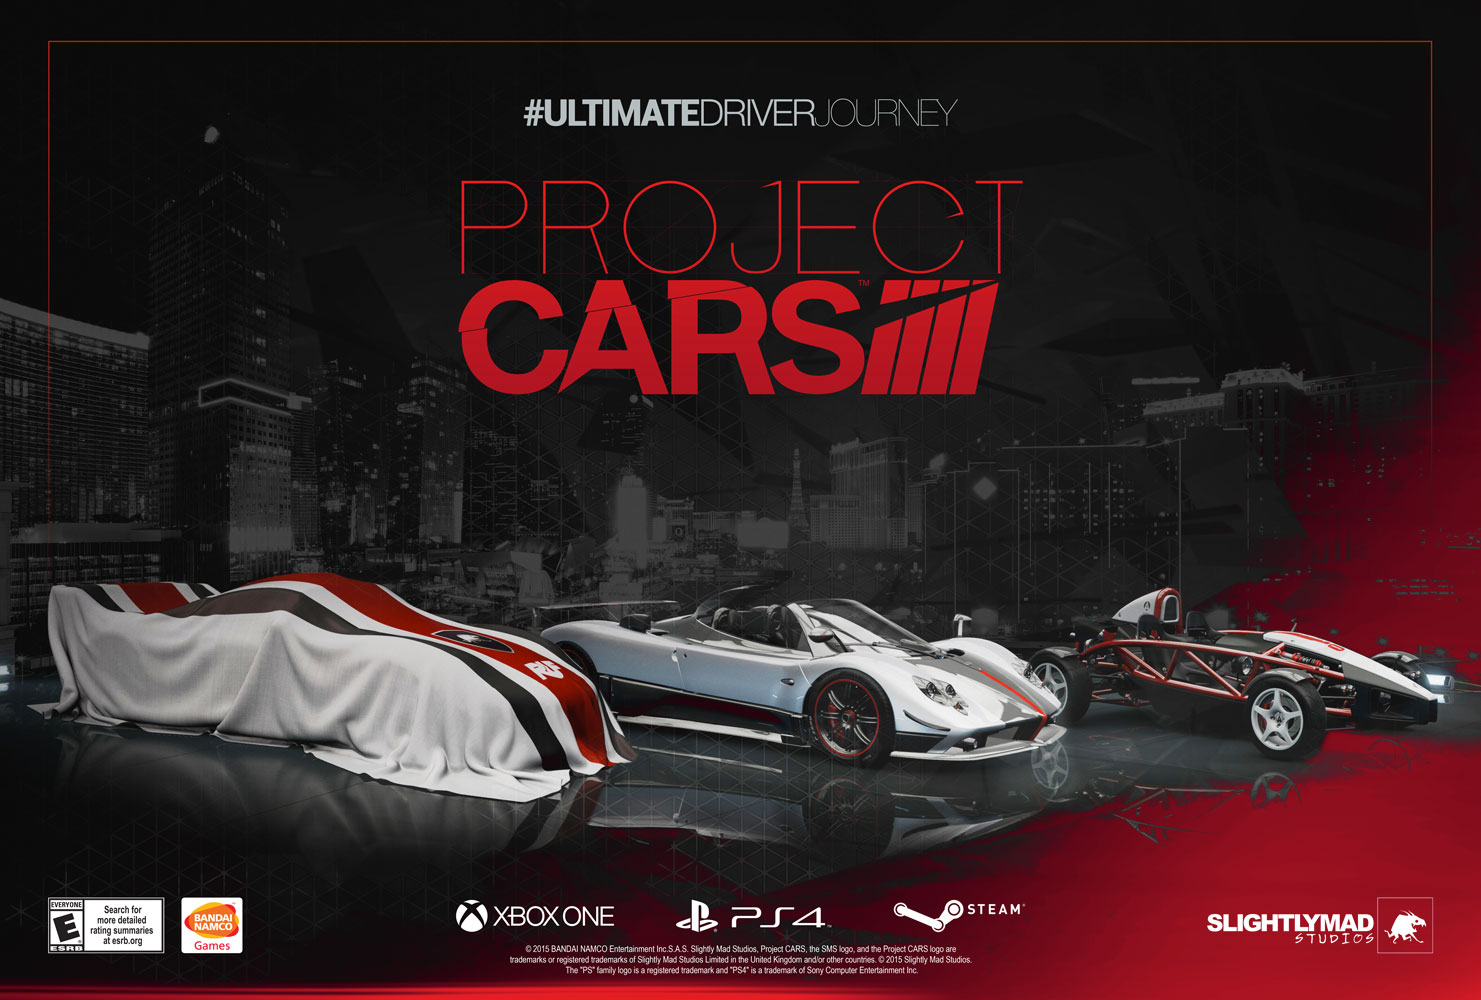 #ULTIMATEDRIVERJOURNEY
PROJECT
CARS™
RF
EVERYONE
E
ESRB
Search for
more detailed
rating summaries
at esrb.org
BANDAI
NAMCO
Games
XBOX ONE
PS4™
STEAM®
SLIGHTLYMAD
STUDIOS
© 2015 BANDAI NAMCO Entertainment Inc.S.A.S. Slightly Mad Studios, Project CARS, the SMS logo, and the Project CARS logo are
trademarks or registered trademarks of Slightly Mad Studios Limited in the United Kingdom and/or other countries. © 2015 Slightly Mad Studios.
The "PS" family logo is a registered trademark and "PS4" is a trademark of Sony Computer Entertainment Inc.